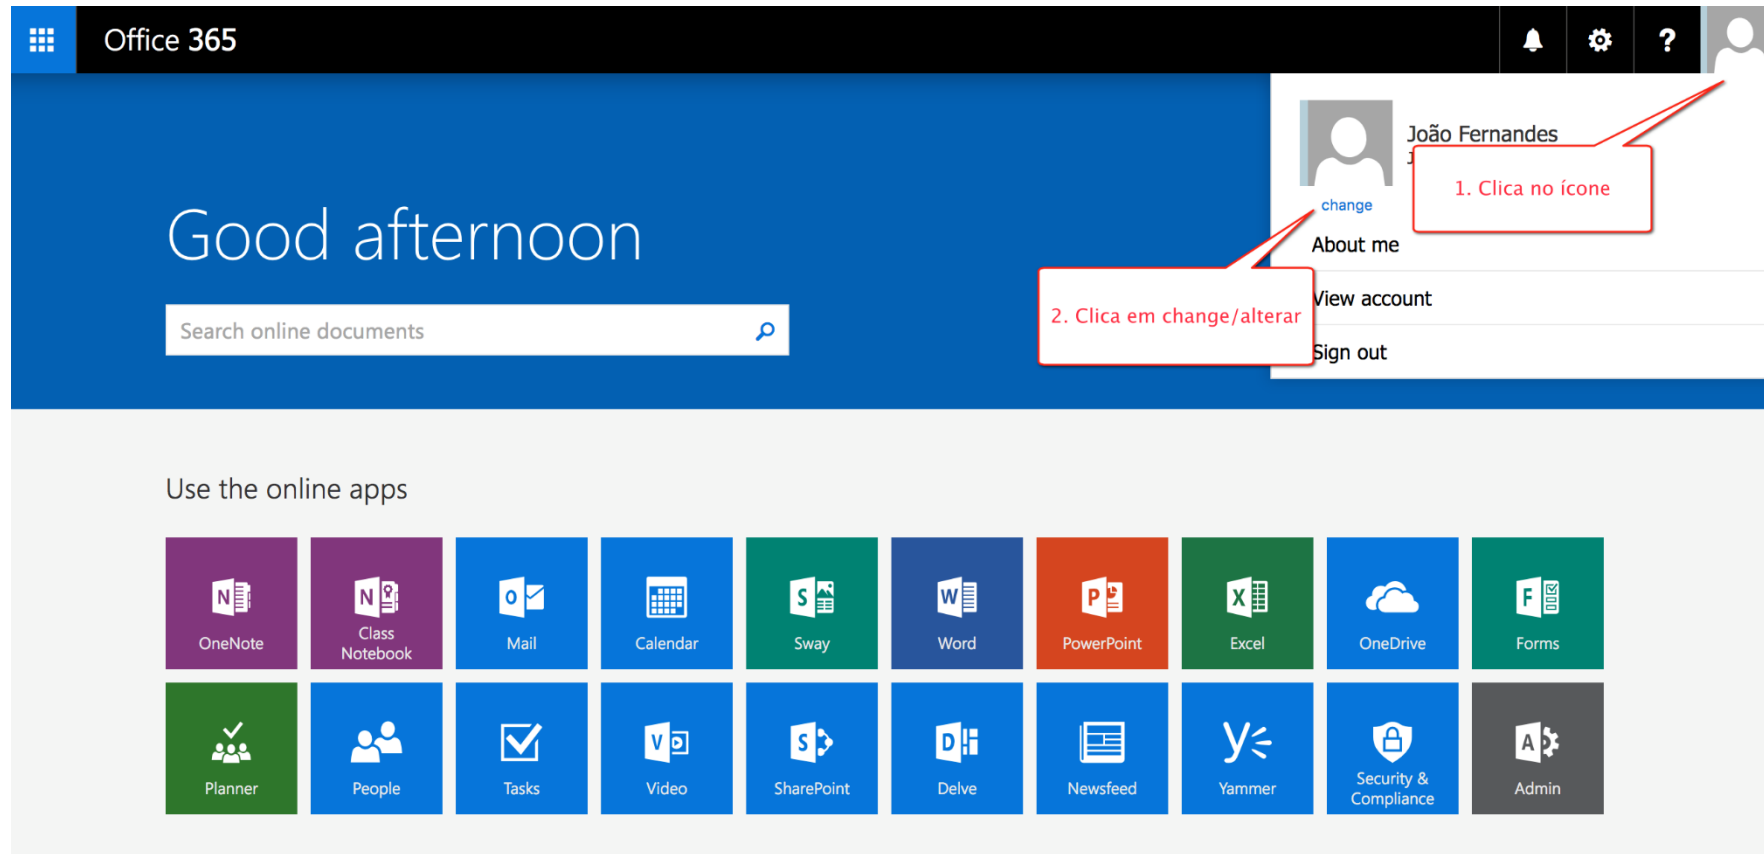 Office 365
?
João Fernandes
1. Clica no ícone
change
About me
2. Clica em change/alterar
View account
Sign out
Good afternoon
Search online documents
Use the online apps
N
OneNote
N
Class
Notebook
O
Mail
Calendar
S
Sway
W
Word
P
PowerPoint
X
Excel
OneDrive
F
Forms
Planner
People
Tasks
V
Video
S
SharePoint
D
Delve
Newsfeed
y
Yammer
Security &
Compliance
A
Admin